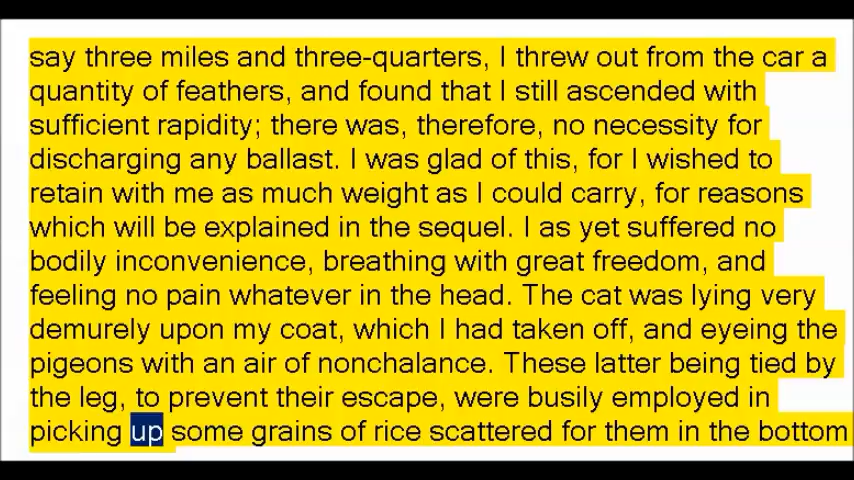 say three miles and three-quarters, I threw out from the car a
quantity of feathers, and found that I still ascended with
sufficient rapidity; there was, therefore, no necessity for
discharging any ballast. I was glad of this, for I wished to
retain with me as much weight as I could carry, for reasons
which will be explained in the sequel. I as yet suffered no
bodily inconvenience, breathing with great freedom, and
feeling no pain whatever in the head. The cat was lying very
demurely upon my coat, which I had taken off, and eyeing the
pigeons with an air of nonchalance. These latter being tied by
the leg, to prevent their escape, were busily employed in
picking up some grains of rice scattered for them in the bottom